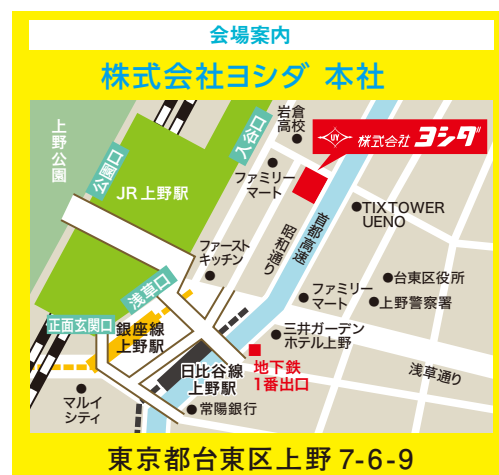 会場案内
株式会社ヨシダ 本社
上野公園
公園口
JR上野駅
入谷口
岩倉
高校
UY
株式会社 ヨシダ
ファミリー
マート
TIXTOWER
UENO
首都高速
昭和通り
ファースト
キッチン
ファミリー
マート
台東区役所
上野警察署
浅草口
正面玄関口
銀座線
上野駅
三井ガーデン
ホテル上野
日比谷線
上野駅
地下鉄
1番出口
浅草通り
マルイ
シティ
常陽銀行
東京都台東区上野 7-6-9